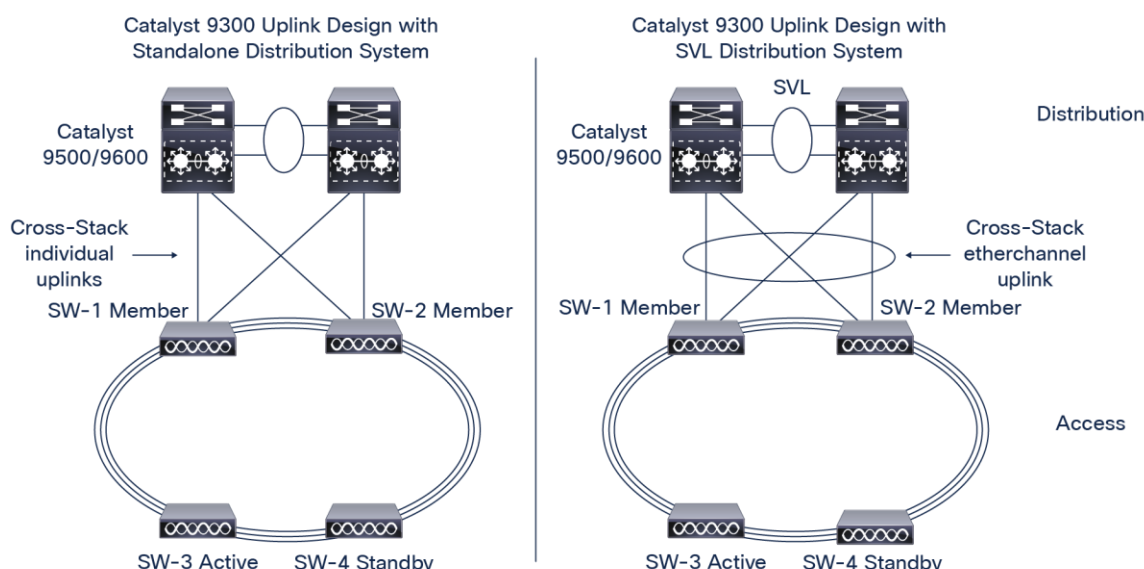 Catalyst 9300 Uplink Design with
Standalone Distribution System
Catalyst
9500/9600
Cross-Stack
individual
uplinks
SW-1 Member
SW-2 Member
SW-3 Active
SW-4 Standby
Catalyst 9300 Uplink Design with
SVL Distribution System
SVL
Catalyst
9500/9600
Distribution
Cross-Stack
etherchannel
uplink
SW-1 Member
SW-2 Member
Access
SW-3 Active
SW-4 Standby